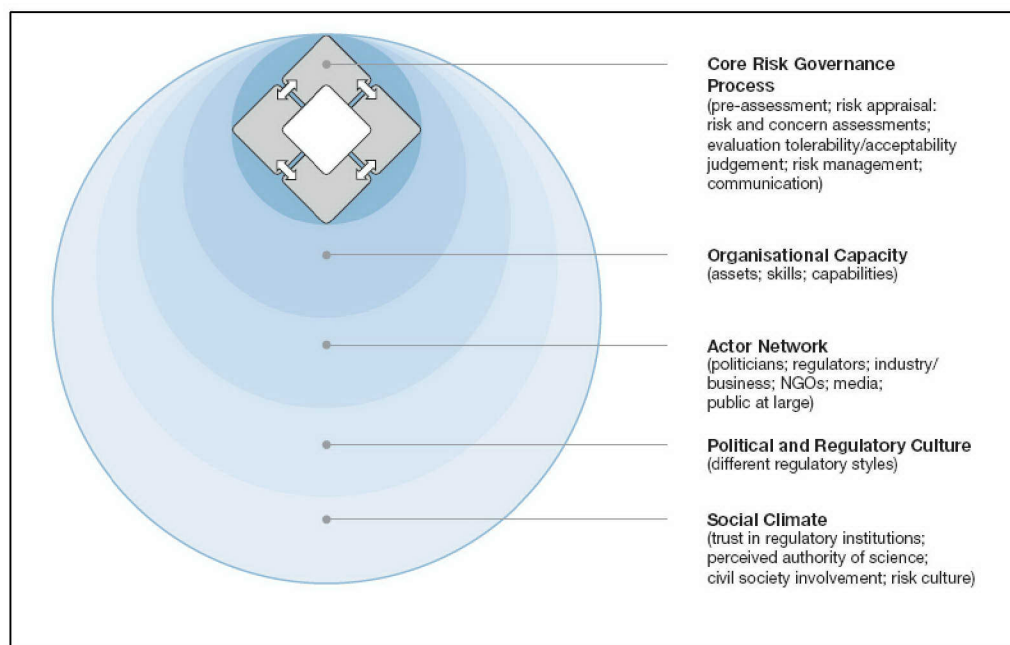 Core Risk Governance
Process
(pre-assessment; risk appraisal:
risk and concern assessments;
evaluation tolerability/acceptability
judgement; risk management;
communication)
Organisational Capacity
(assets; skills; capabilities)
Actor Network
(politicians; regulators; industry/
business; NGOs; media;
public at large)
Political and Regulatory Culture
(different regulatory styles)
Social Climate
(trust in regulatory institutions;
perceived authority of science;
civil society involvement; risk culture)